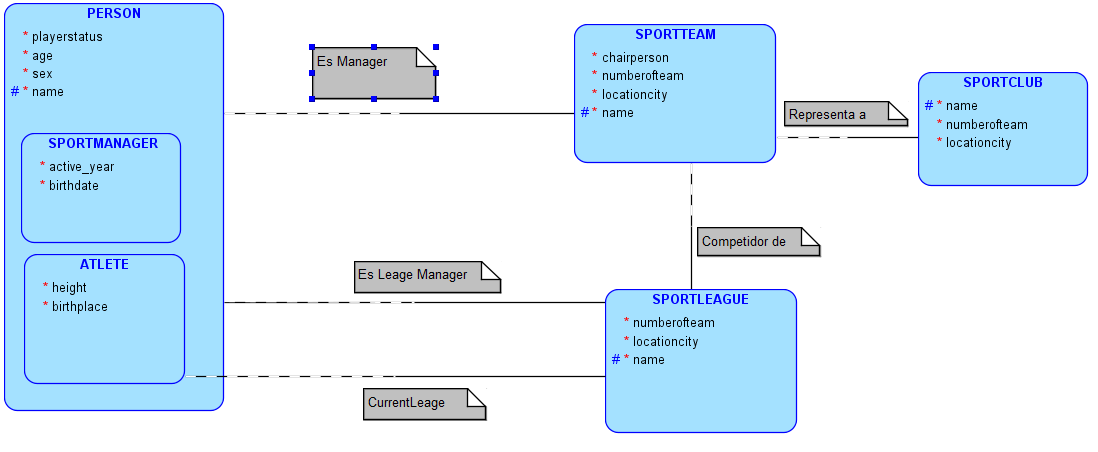 PERSON
* playerstatus
* age
* sex
# * name
SPORTMANAGER
* active_year
* birthdate
ATLETE
* height
* birthplace
Es Manager
SPORTTEAM
* chairperson
* numberofteam
* locationcity
# * name
Representa a
SPORTCLUB
# * name
* numberofteam
* locationcity
Competidor de
Es Leage Manager
SPORTLEAGUE
* numberofteam
* locationcity
# * name
CurrentLeage